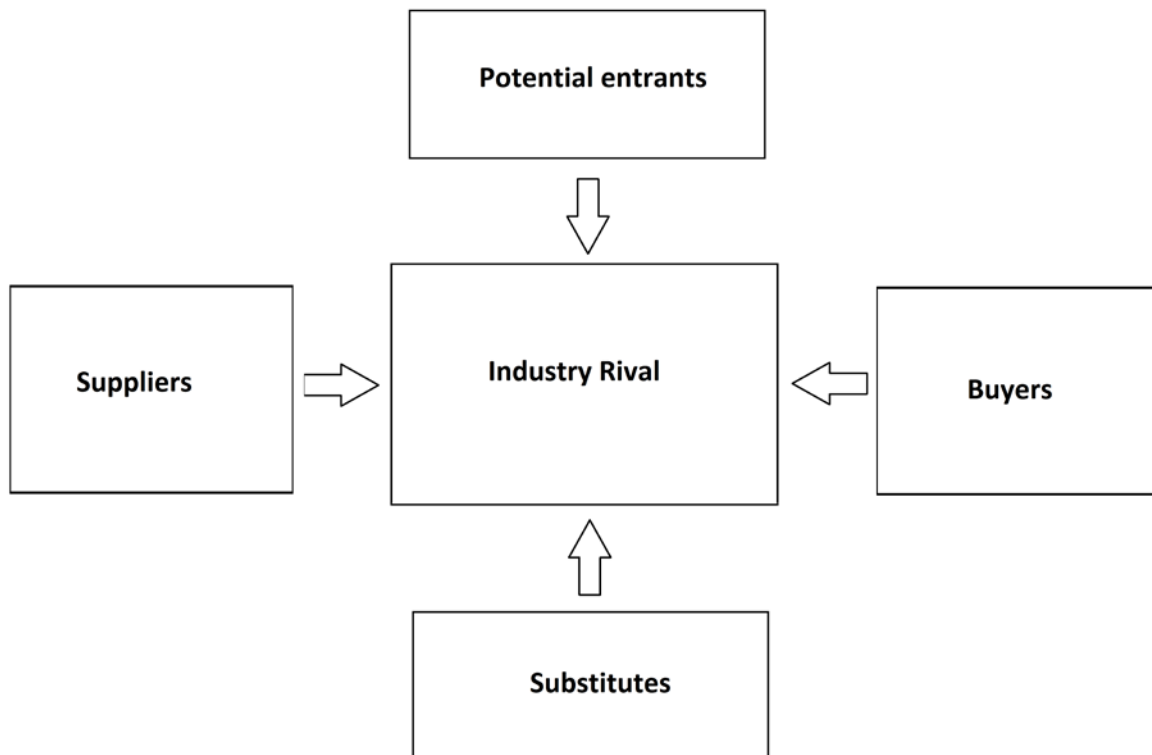 Potential entrants
Suppliers
Industry Rival
Buyers
Substitutes